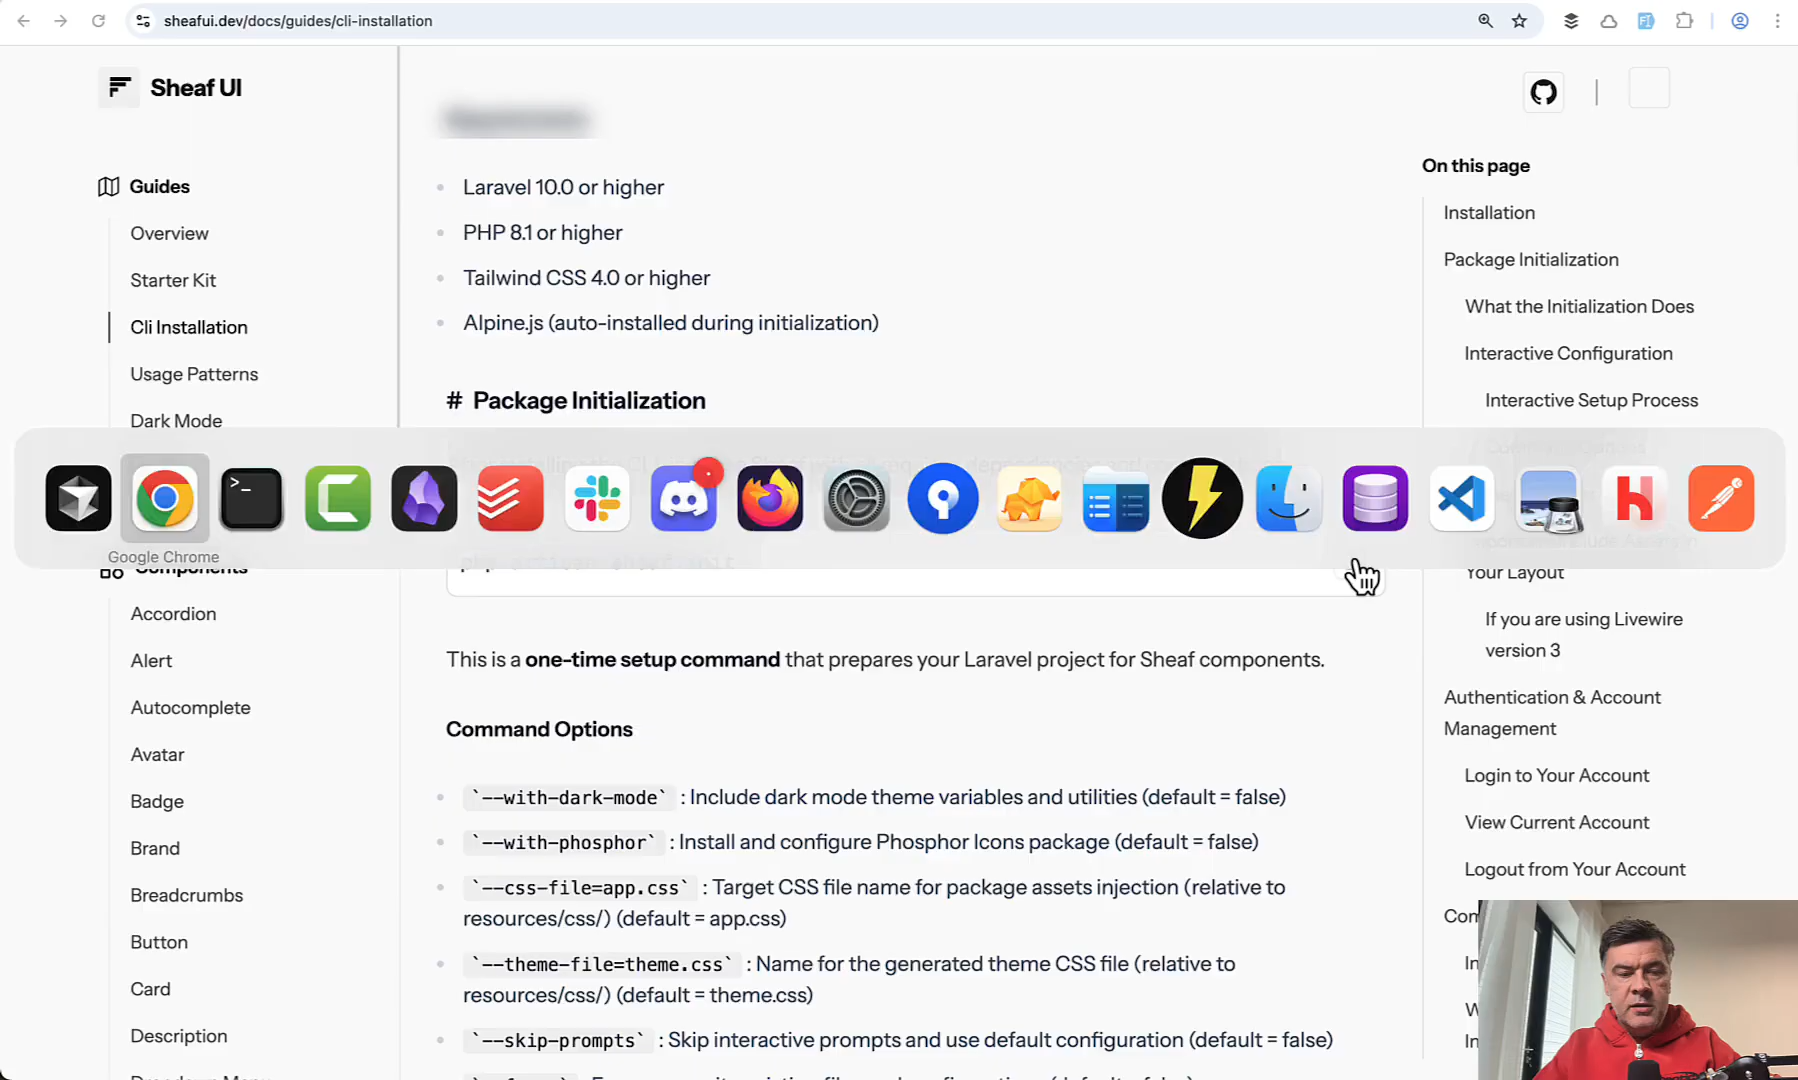 sheafui.dev/docs/guides/cli-installation
Sheaf UI
Guides
Overview
Starter Kit
Cli Installation
Usage Patterns
Dark Mode
Components
Accordion
Alert
Autocomplete
Avatar
Badge
Brand
Breadcrumbs
Button
Card
Description
Dropdown Menu
Laravel 10.0 or higher
PHP 8.1 or higher
Tailwind CSS 4.0 or higher
Alpine.js (auto-installed during initialization)
# Package Initialization
Google Chrome
php artisan sheaf:init
This is a one-time setup command that prepares your Laravel project for Sheaf components.
Command Options
`--with-dark-mode` : Include dark mode theme variables and utilities (default = false)
`--with-phosphor` : Install and configure Phosphor Icons package (default = false)
`--css-file=app.css` : Target CSS file name for package assets injection (relative to
resources/css/) (default = app.css)
`--theme-file=theme.css` : Name for the generated theme CSS file (relative to
resources/css/) (default = theme.css)
`--skip-prompts` : Skip interactive prompts and use default configuration (default = false)
On this page
Installation
Package Initialization
What the Initialization Does
Interactive Configuration
Interactive Setup Process
Your Layout
If you are using Livewire
version 3
Authentication & Account
Management
Login to Your Account
View Current Account
Logout from Your Account